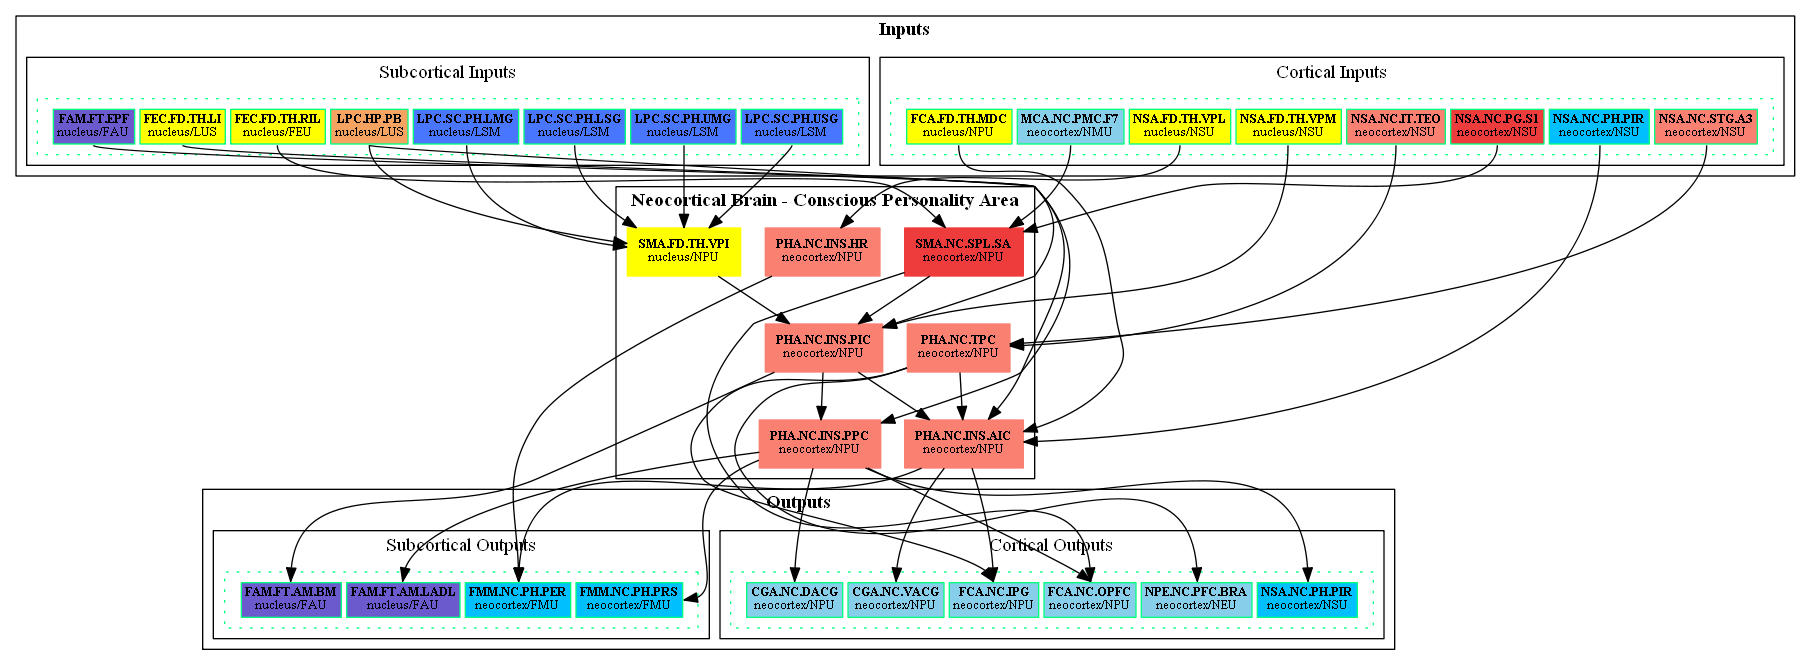 Inputs
Subcortical Inputs
Cortical Inputs
FAM.FT.EPF
nucleus/FAU
FEC.FD.TH.LI
nucleus/LUS
FEC.FD.TH.RIL
nucleus/FEU
LPC.HP.PB
nucleus/LUS
LPC.SC.PH.LMG
nucleus/LSM
LPC.SC.PH.LSG
nucleus/LSM
LPC.SC.PH.UMG
nucleus/LSM
LPC.SC.PH.USG
nucleus/LSM
FCA.FD.TH.MDC
nucleus/NPU
MCA.NC.PMC.F7
neocortex/NMU
NSA.FD.TH.VPL
nucleus/NSU
NSA.FD.TH.VPM
nucleus/NSU
NSA.NC.IT.TEO
neocortex/NSU
NSA.NC.PG.S1
neocortex/NSU
NSA.NC.PH.PIR
neocortex/NSU
NSA.NC.STG.A3
neocortex/NSU
Neocortical Brain - Conscious Personality Area
SMA.FD.TH.VPI
nucleus/NPU
PHA.NC.INS.HR
neocortex/NPU
SMA.NC.SPL.SA
neocortex/NPU
PHA.NC.INS.PIC
neocortex/NPU
PHA.NC.TPC
neocortex/NPU
PHA.NC.INS.PPC
neocortex/NPU
PHA.NC.INS.AIC
neocortex/NPU
Outputs
Subcortical Outputs
Cortical Outputs
FAM.FT.AM.BM
nucleus/FAU
FAM.FT.AM.LADL
nucleus/FAU
FMM.NC.PH.PER
neocortex/FMU
FMM.NC.PH.PRS
neocortex/FMU
CGA.NC.DACG
neocortex/NPU
CGA.NC.VACG
neocortex/NPU
FCA.NC.IPG
neocortex/NPU
FCA.NC.OPFC
neocortex/NPU
NPE.NC.PFC.BRA
neocortex/NEU
NSA.NC.PH.PIR
neocortex/NSU